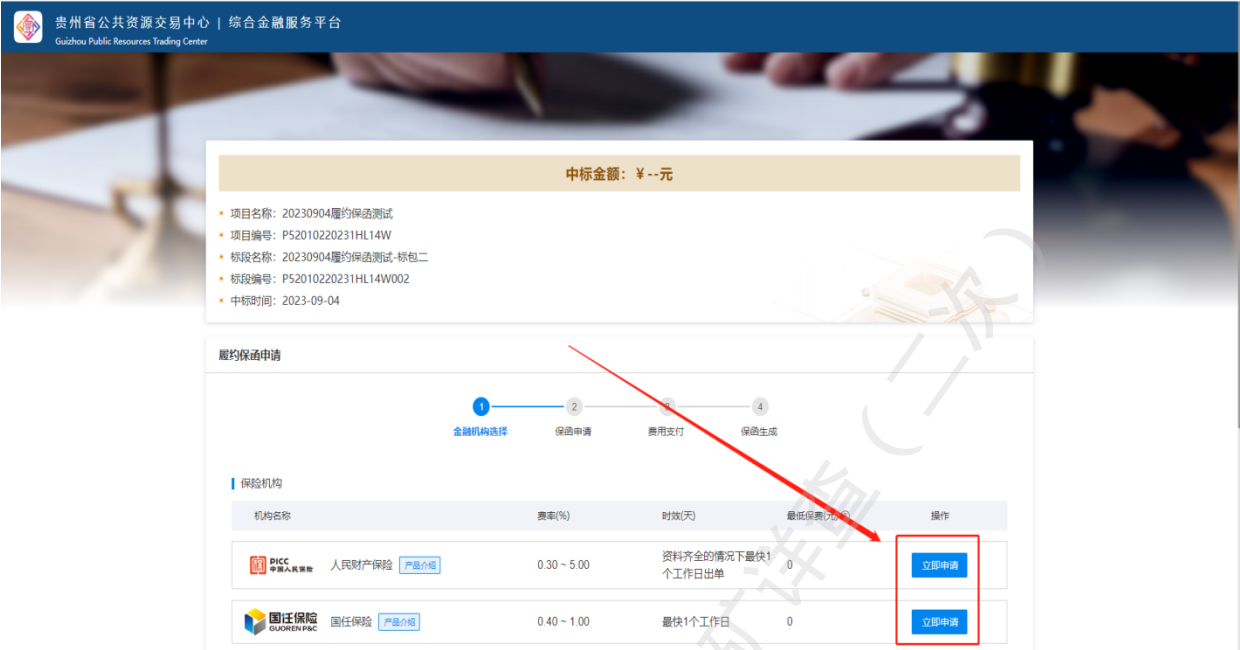 贵州省公共资源交易中心 | 综合金融服务平台
Guizhou Public Resources Trading Center
中标金额：￥--元
项目名称：20230904履约保函测试
项目编号：P52010220231HL14W
标段名称：20230904履约保函测试-标包二
标段编号：P52010220231HL14W002
中标时间：2023-09-04
履约保函申请
1 2 3 4
金融机构选择 保函申请 费用支付 保函生成
保险机构
机构名称 费率(%) 时效(天) 最低保费(元) 操作
PICC 中国人民保险 人民财产保险 产品介绍 0.30 ~ 5.00 资料齐全的情况下最快1个工作日出单 0 立即申请
国任保险 GUOREN P&C 国任保险 产品介绍 0.40 ~ 1.00 最快1个工作日 0 立即申请
矿详查（二次）